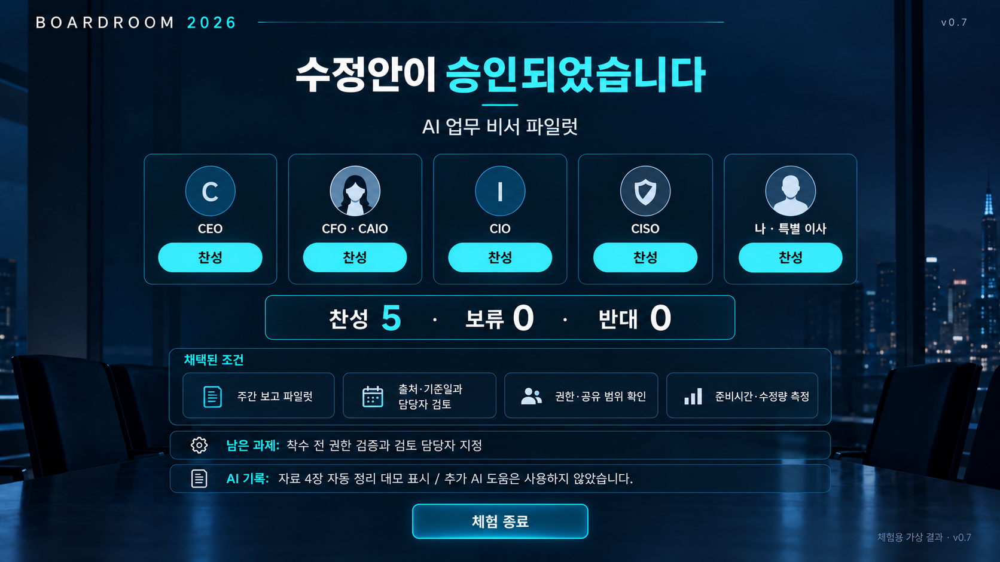 BOARDROOM 2026
v0.7
수정안이 승인되었습니다
AI 업무 비서 파일럿
C
I
CEO
CFO · CAIO
CIO
CISO
나 · 특별 이사
찬성
찬성
찬성
찬성
찬성
찬성 5 · 보류 0 · 반대 0
채택된 조건
주간 보고 파일럿
출처·기준일과
담당자 검토
권한·공유 범위 확인
준비시간·수정량 측정
남은 과제: 착수 전 권한 검증과 검토 담당자 지정
AI 기록: 자료 4장 자동 정리 대모 표시 / 추가 AI 도움은 사용하지 않았습니다.
체험 종료
체험용 가상 결과 · v0.7